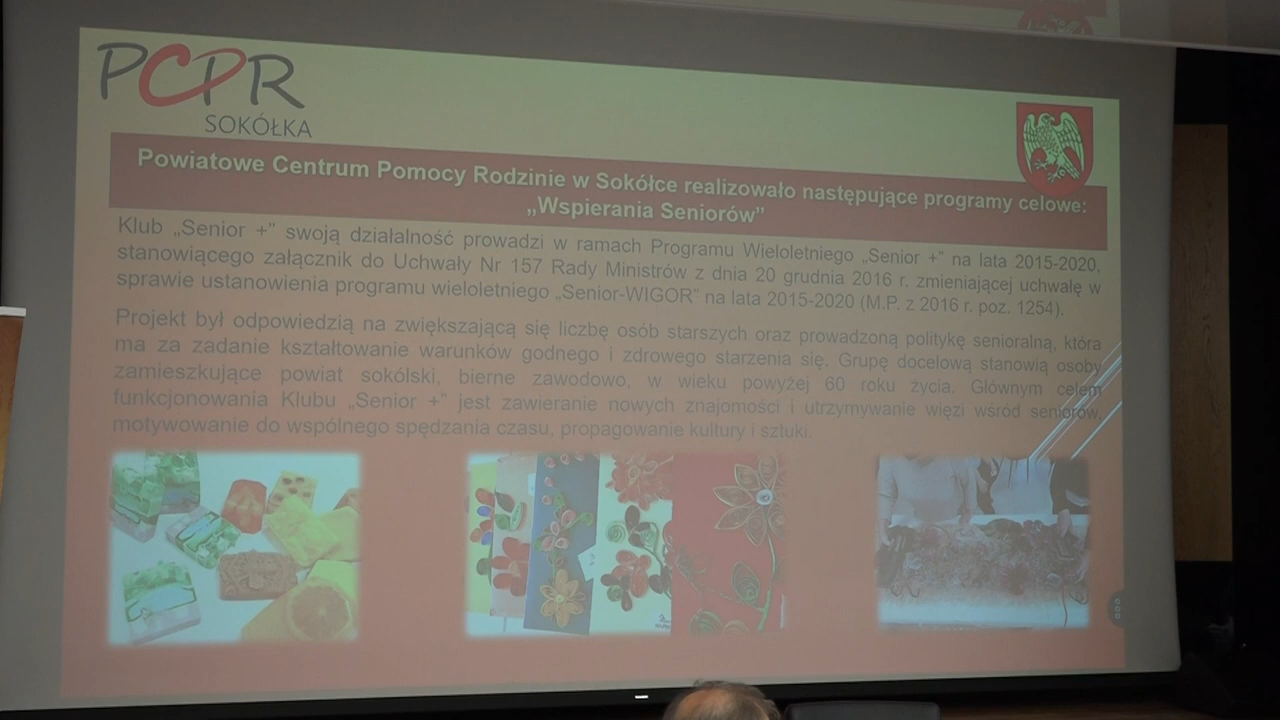 PCPR
SOKÓŁKA
Powiatowe Centrum Pomocy Rodzinie w Sokółce realizowało następujące programy celowe:
„Wspierania Seniorów”
Klub „Senior +” swoją działalność prowadzi w ramach Programu Wieloletniego „Senior +” na lata 2015-2020,
stanowiącego załącznik do Uchwały Nr 157 Rady Ministrów z dnia 20 grudnia 2016 r. zmieniającej uchwałę w
sprawie ustanowienia programu wieloletniego „Senior-WIGOR” na lata 2015-2020 (M.P. z 2016 r. poz. 1254).
Projekt był odpowiedzią na zwiększającą się liczbę osób starszych oraz prowadzoną politykę senioralną, która
ma za zadanie kształtowanie warunków godnego i zdrowego starzenia się. Grupę docelową stanowią osoby
zamieszkujące powiat sokólski, bierne zawodowo, w wieku powyżej 60 roku życia. Głównym celem
funkcjonowania Klubu „Senior +” jest zawieranie nowych znajomości i utrzymywanie więzi wśród seniorów,
motywowanie do wspólnego spędzania czasu, propagowanie kultury i sztuki.